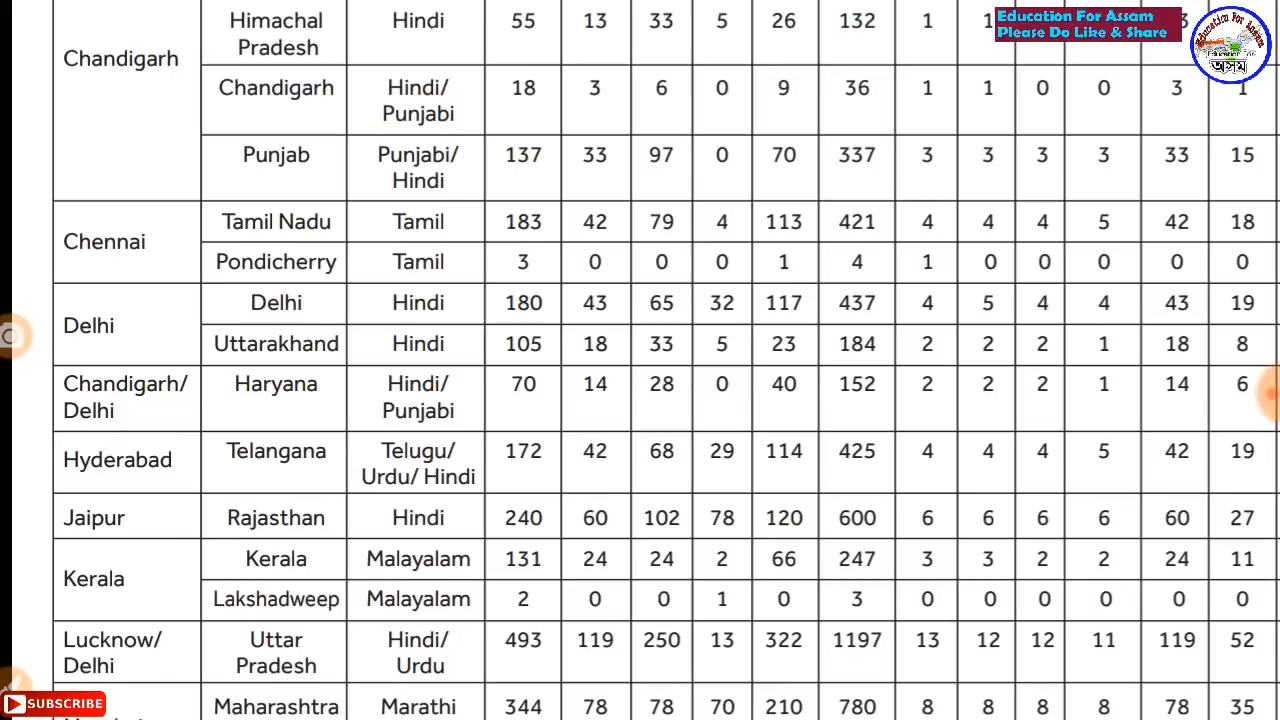 Himachal Hindi 55 13 33 5 26 132 1 1
Education For Assam
Please Do Like & Share
Education For Assam
Education For
অসম
Pradesh
Chandigarh
Chandigarh Hindi/ 18 3 6 0 9 36 1 1 0 0 3 1
Punjabi
Punjab Punjabi/ 137 33 97 0 70 337 3 3 3 3 33 15
Hindi
Chennai
Tamil Nadu Tamil 183 42 79 4 113 421 4 4 4 5 42 18
Pondicherry Tamil 3 0 0 0 1 4 1 0 0 0 0 0
Delhi
Delhi Hindi 180 43 65 32 117 437 4 5 4 4 43 19
Uttarakhand Hindi 105 18 33 5 23 184 2 2 2 1 18 8
Chandigarh/ Haryana Hindi/ 70 14 28 0 40 152 2 2 2 1 14 6
Delhi Punjabi
Hyderabad Telangana Telugu/ 172 42 68 29 114 425 4 4 4 5 42 19
Urdu/ Hindi
Jaipur Rajasthan Hindi 240 60 102 78 120 600 6 6 6 6 60 27
Kerala
Kerala Malayalam 131 24 24 2 66 247 3 3 2 2 24 11
Lakshadweep Malayalam 2 0 0 1 0 3 0 0 0 0 0 0
Lucknow/ Uttar Hindi/ 493 119 250 13 322 1197 13 12 12 11 119 52
Delhi Pradesh Urdu
SUBSCRIBE
Maharashtra Marathi 344 78 78 70 210 780 8 8 8 8 78 35